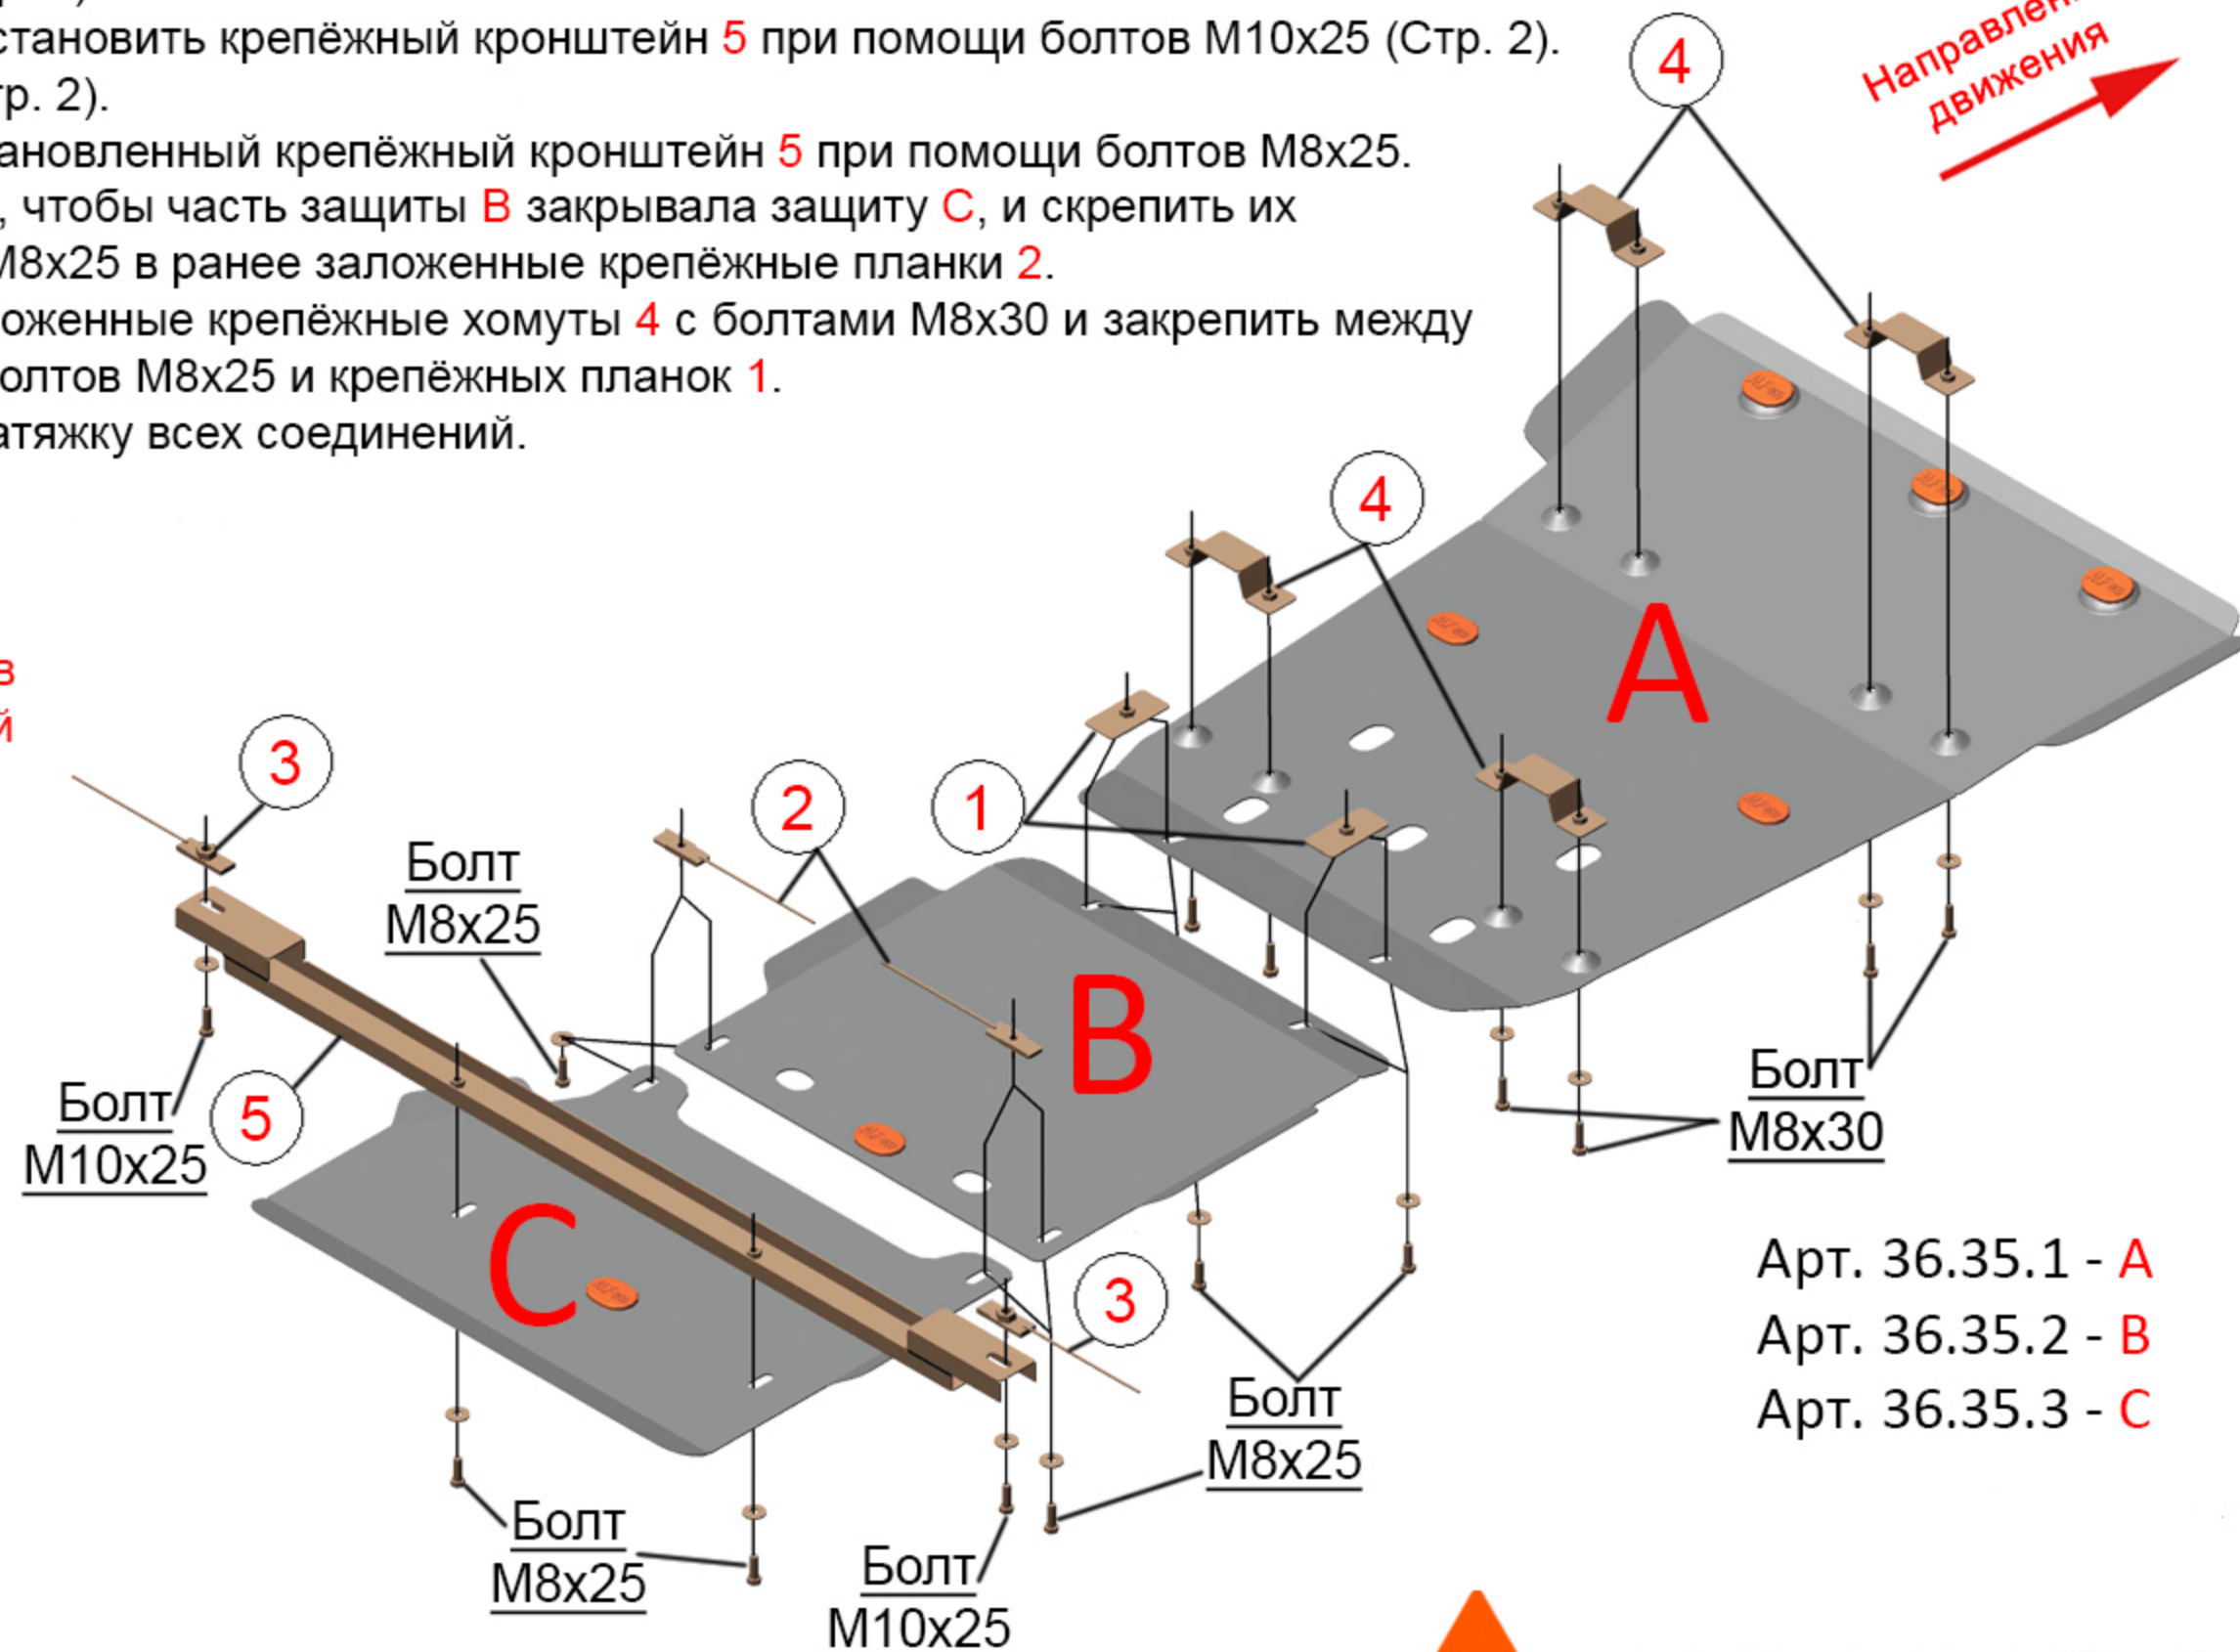 становить крепёжный кронштейн 5 при помощи болтов М10х25 (Стр. 2).
р. 2).
ановленный крепёжный кронштейн 5 при помощи болтов М8х25.
, чтобы часть защиты В закрывала защиту С, и скрепить их
М8х25 в ранее заложенные крепёжные планки 2.
оженные крепёжные хомуты 4 с болтами М8х30 и закрепить между
олтов М8х25 и крепёжных планок 1.
атяжку всех соединений.
Направлен
движения
4
4
A
в
й
3
2
1
Болт
М8х25
B
Болт
М10х25
5
Болт
М8х30
C
3
Арт. 36.35.1 - A
Арт. 36.35.2 - B
Арт. 36.35.3 - C
Болт
М8х25
Болт
М8х25
Болт
М10х25